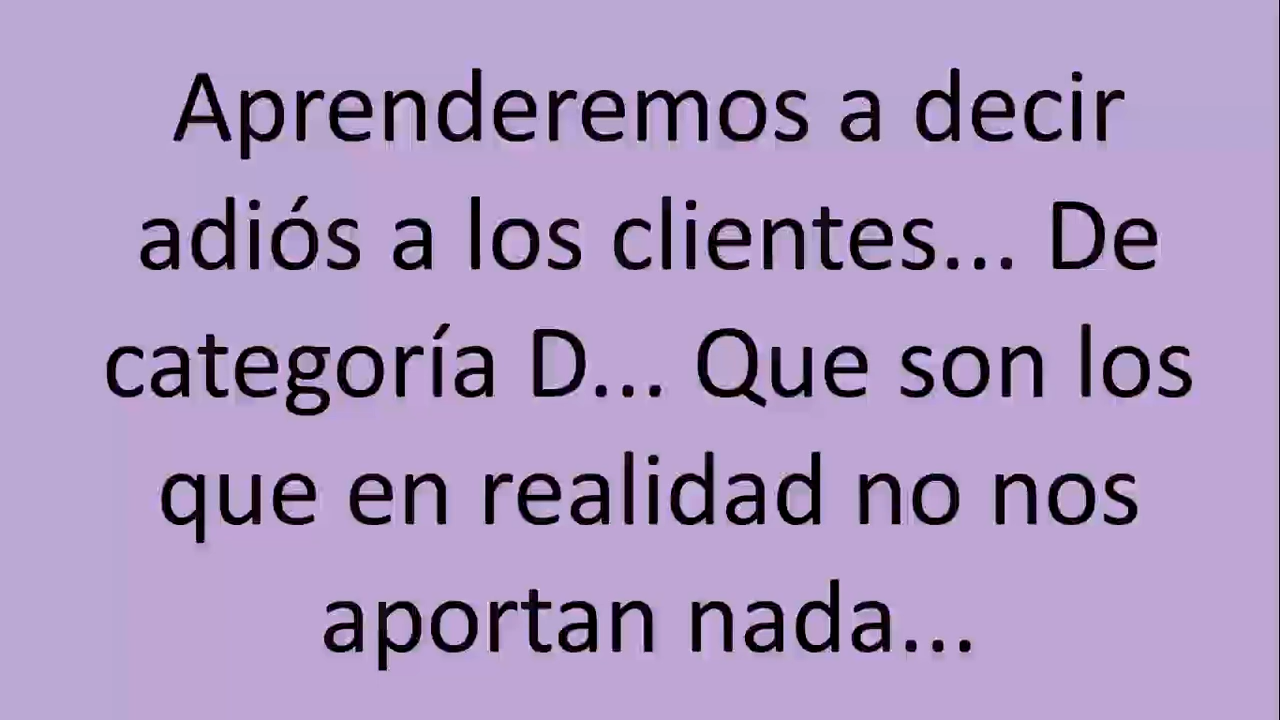 Aprenderemos a decir
adiós a los clientes... De
categoría D... Que son los
que en realidad no nos
aportan nada...